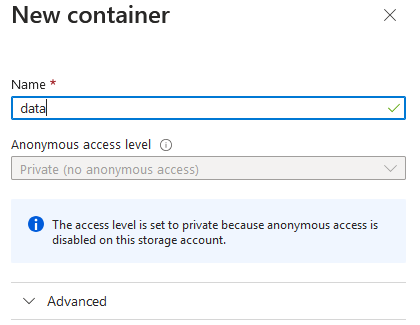 New container
Name *
data
Anonymous access level
Private (no anonymous access)
The access level is set to private because anonymous access is
disabled on this storage account.
Advanced